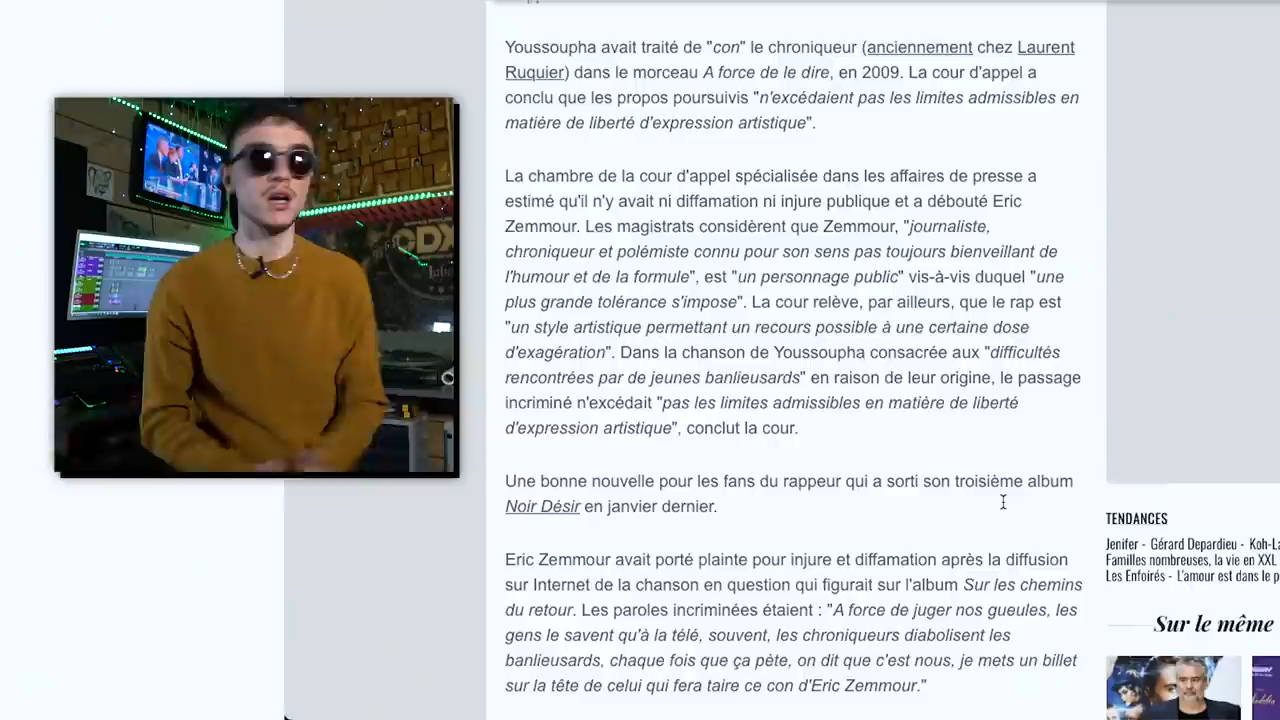 Youssoupha avait traité de "con" le chroniqueur (anciennement chez Laurent
Ruquier) dans le morceau A force de le dire, en 2009. La cour d'appel a
conclu que les propos poursuivis "n'excédaient pas les limites admissibles en
matière de liberté d'expression artistique".
La chambre de la cour d'appel spécialisée dans les affaires de presse a
estimé qu'il n'y avait ni diffamation ni injure publique et a débouté Eric
Zemmour. Les magistrats considèrent que Zemmour, "journaliste,
chroniqueur et polémiste connu pour son sens pas toujours bienveillant de
l'humour et de la formule", est "un personnage public" vis-à-vis duquel "une
plus grande tolérance s'impose". La cour relève, par ailleurs, que le rap est
"un style artistique permettant un recours possible à une certaine dose
d'exagération". Dans la chanson de Youssoupha consacrée aux "difficultés
rencontrées par de jeunes banlieusards" en raison de leur origine, le passage
incriminé n'excédait "pas les limites admissibles en matière de liberté
d'expression artistique", conclut la cour.
Une bonne nouvelle pour les fans du rappeur qui a sorti son troisième album
Noir Désir en janvier dernier.
Eric Zemmour avait porté plainte pour injure et diffamation après la diffusion
sur Internet de la chanson en question qui figurait sur l'album Sur les chemins
du retour. Les paroles incriminées étaient : "A force de juger nos gueules, les
gens le savent qu'à la télé, souvent, les chroniqueurs diabolisent les
banlieusards, chaque fois que ça pète, on dit que c'est nous, je mets un billet
sur la tête de celui qui fera taire ce con d'Eric Zemmour."
TENDANCES
Jenifer - Gérard Depardieu - Koh-La
Familles nombreuses, la vie en XXL
Les Enfoirés - L'amour est dans le p
Sur le même
CDX